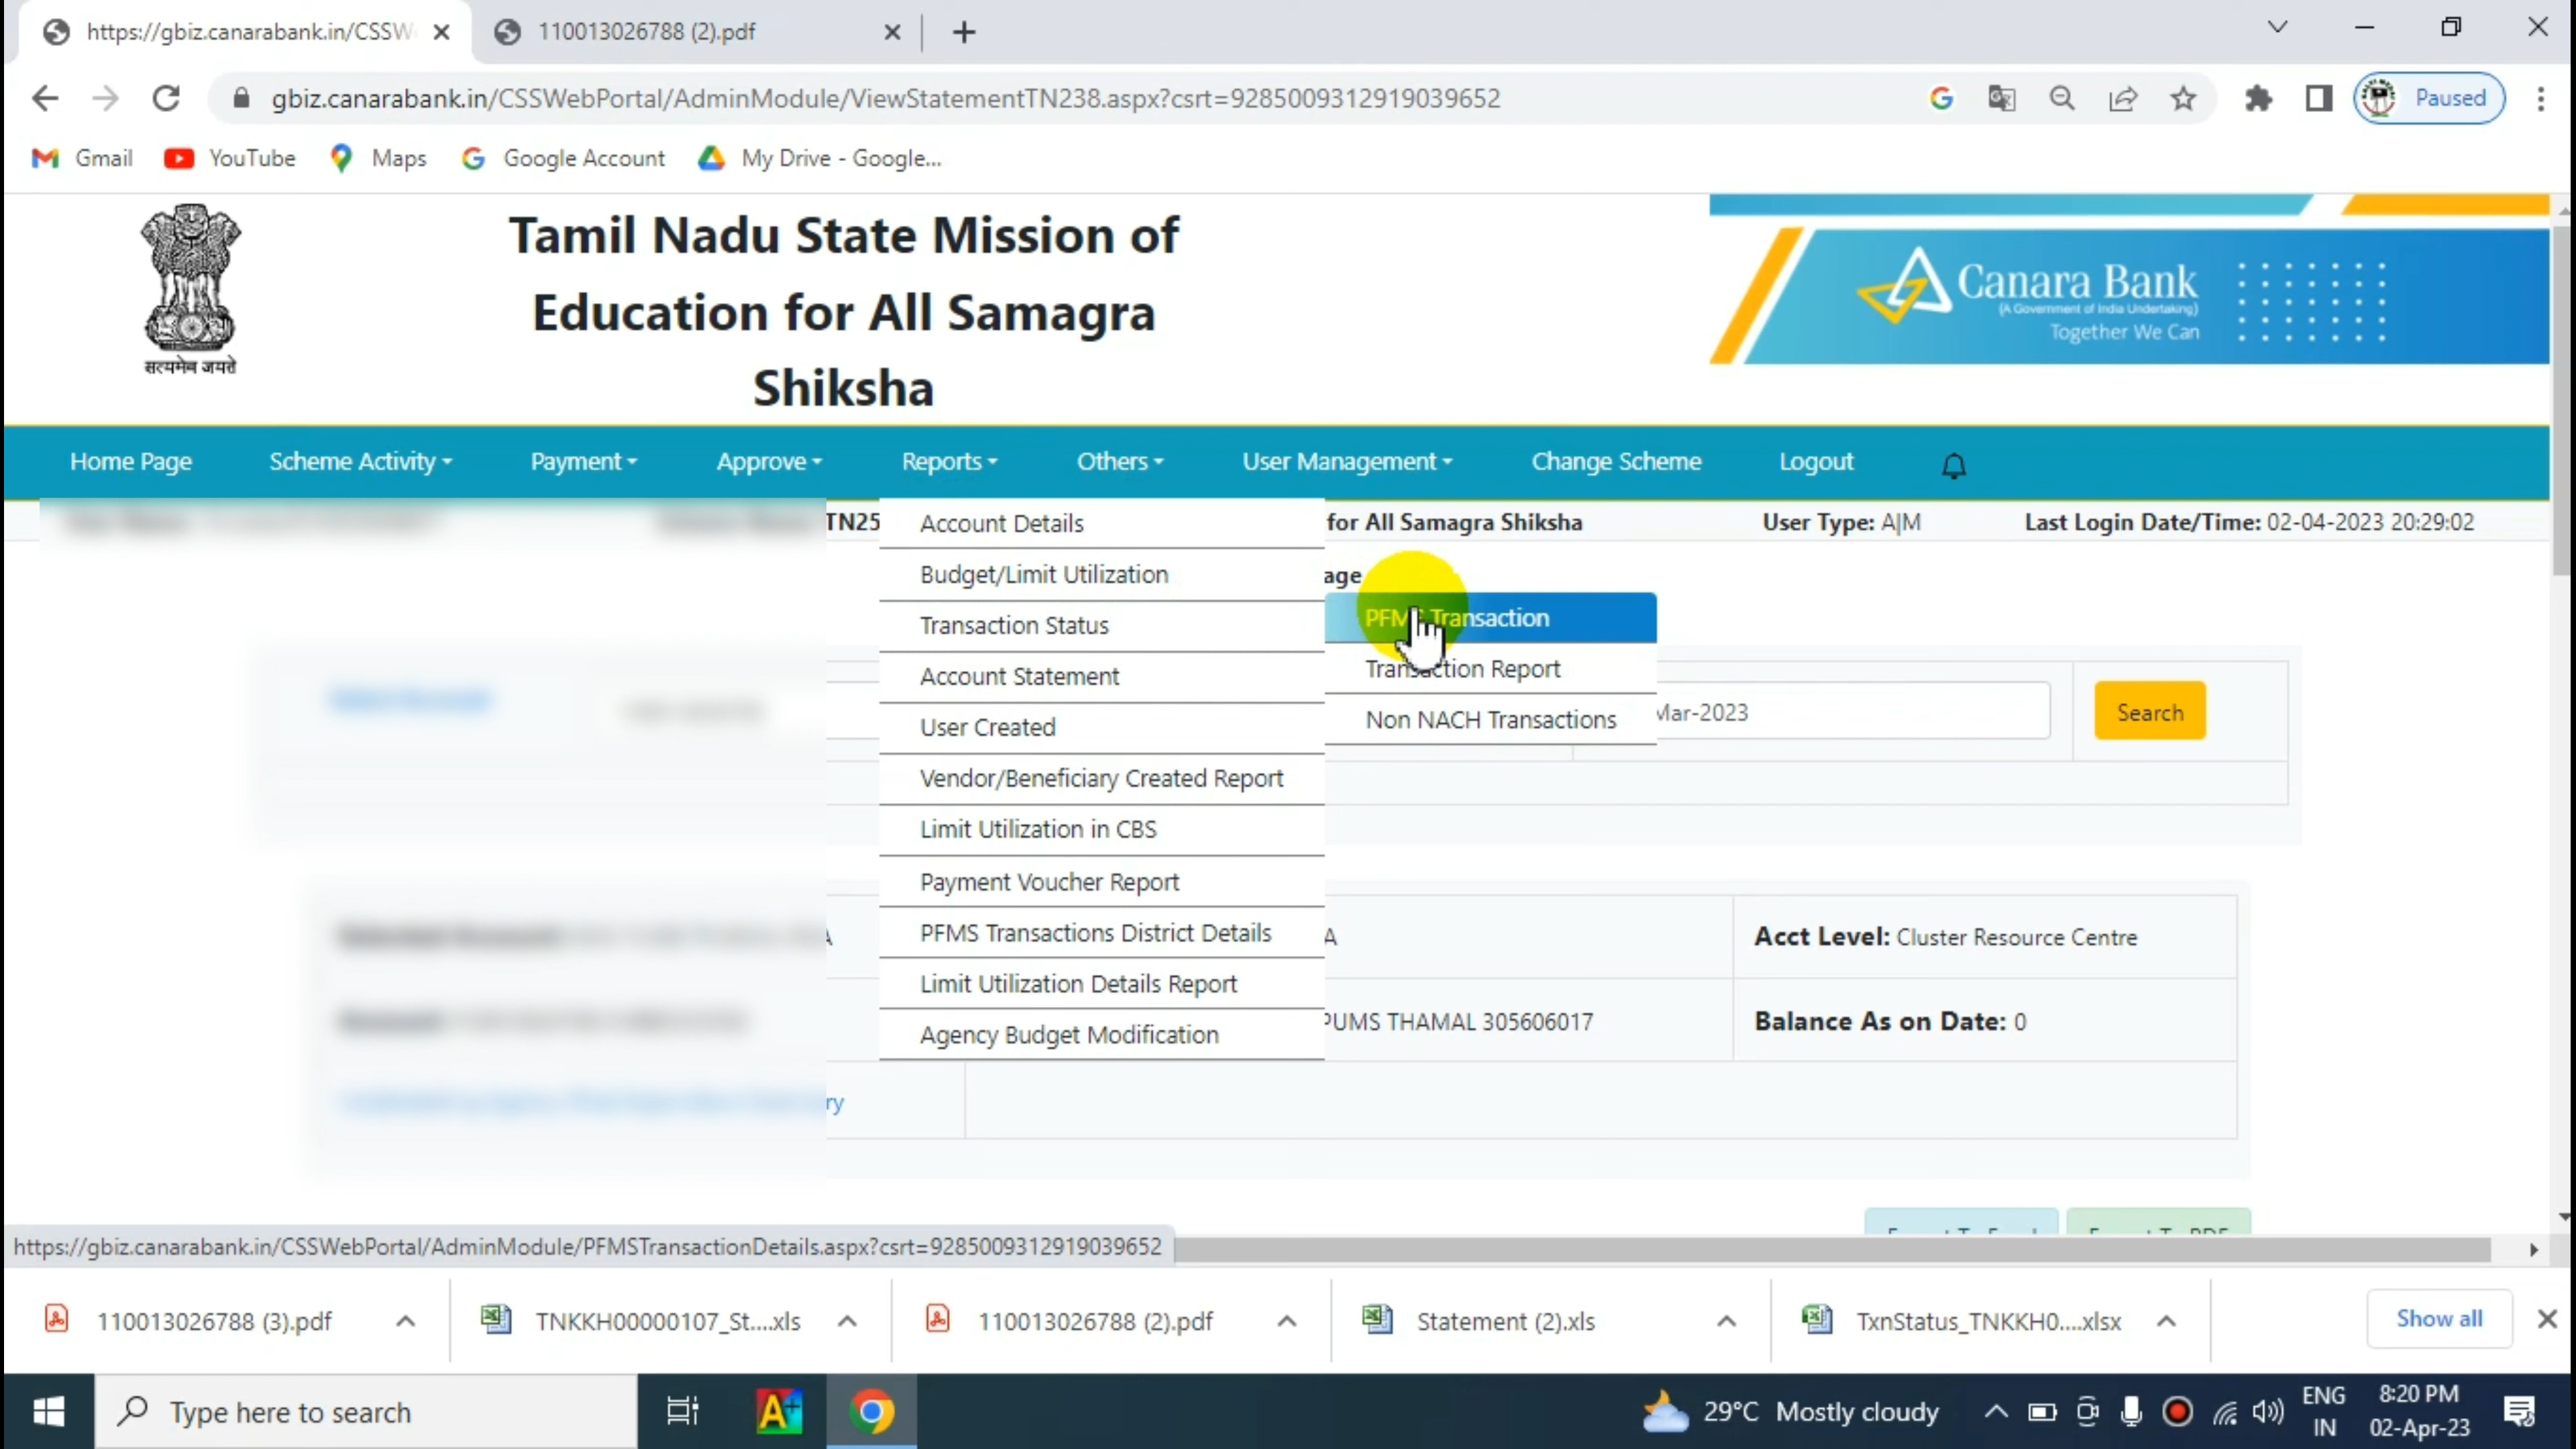 https://gbiz.canarabank.in/CSSW
110013026788 (2).pdf
gbiz.canarabank.in/CSSWebPortal/AdminModule/ViewStatementTN238.aspx?csrt=9285009312919039652
Paused
Gmail
YouTube
Maps
Google Account
My Drive - Google...
Tamil Nadu State Mission of
Education for All Samagra
Shiksha
सत्यमेव जयते
Canara Bank
(A Government of India Undertaking)
Together We Can
Home Page
Scheme Activity
Payment
Approve
Reports
Others
User Management
Change Scheme
Logout
TN25
for All Samagra Shiksha
User Type: A|M
Last Login Date/Time: 02-04-2023 20:29:02
Account Details
Budget/Limit Utilization
Transaction Status
Account Statement
User Created
Vendor/Beneficiary Created Report
Limit Utilization in CBS
Payment Voucher Report
PFMS Transactions District Details
Limit Utilization Details Report
Agency Budget Modification
age
PFMS Transaction
Transaction Report
Non NACH Transactions
Mar-2023
Search
A
A
Acct Level: Cluster Resource Centre
PUMS THAMAL 305606017
Balance As on Date: 0
ry
https://gbiz.canarabank.in/CSSWebPortal/AdminModule/PFMSTransactionDetails.aspx?csrt=9285009312919039652
110013026788 (3).pdf
TNKKH00000107_St....xls
110013026788 (2).pdf
Statement (2).xls
TxnStatus_TNKKH0....xlsx
Show all
Type here to search
A+
29°C Mostly cloudy
ENG
IN
8:20 PM
02-Apr-23